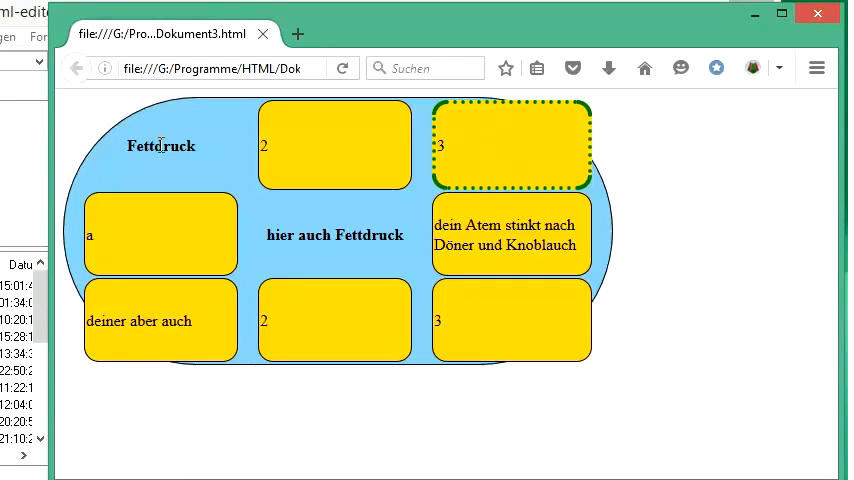 ml-edito
gen For
file:///G:/Pro...Dokument3.html
file:///G:/Programme/HTML/Dok
Suchen
Fettdruck
2
3
a
hier auch Fettdruck
dein Atem stinkt nach
Döner und Knoblauch
deiner aber auch
2
3
Datu
15:01:4
01:34:0
10:20:1
15:28:1
13:34:3
22:50:2
11:22:1
12:04:0
20:20:5
21:10:2